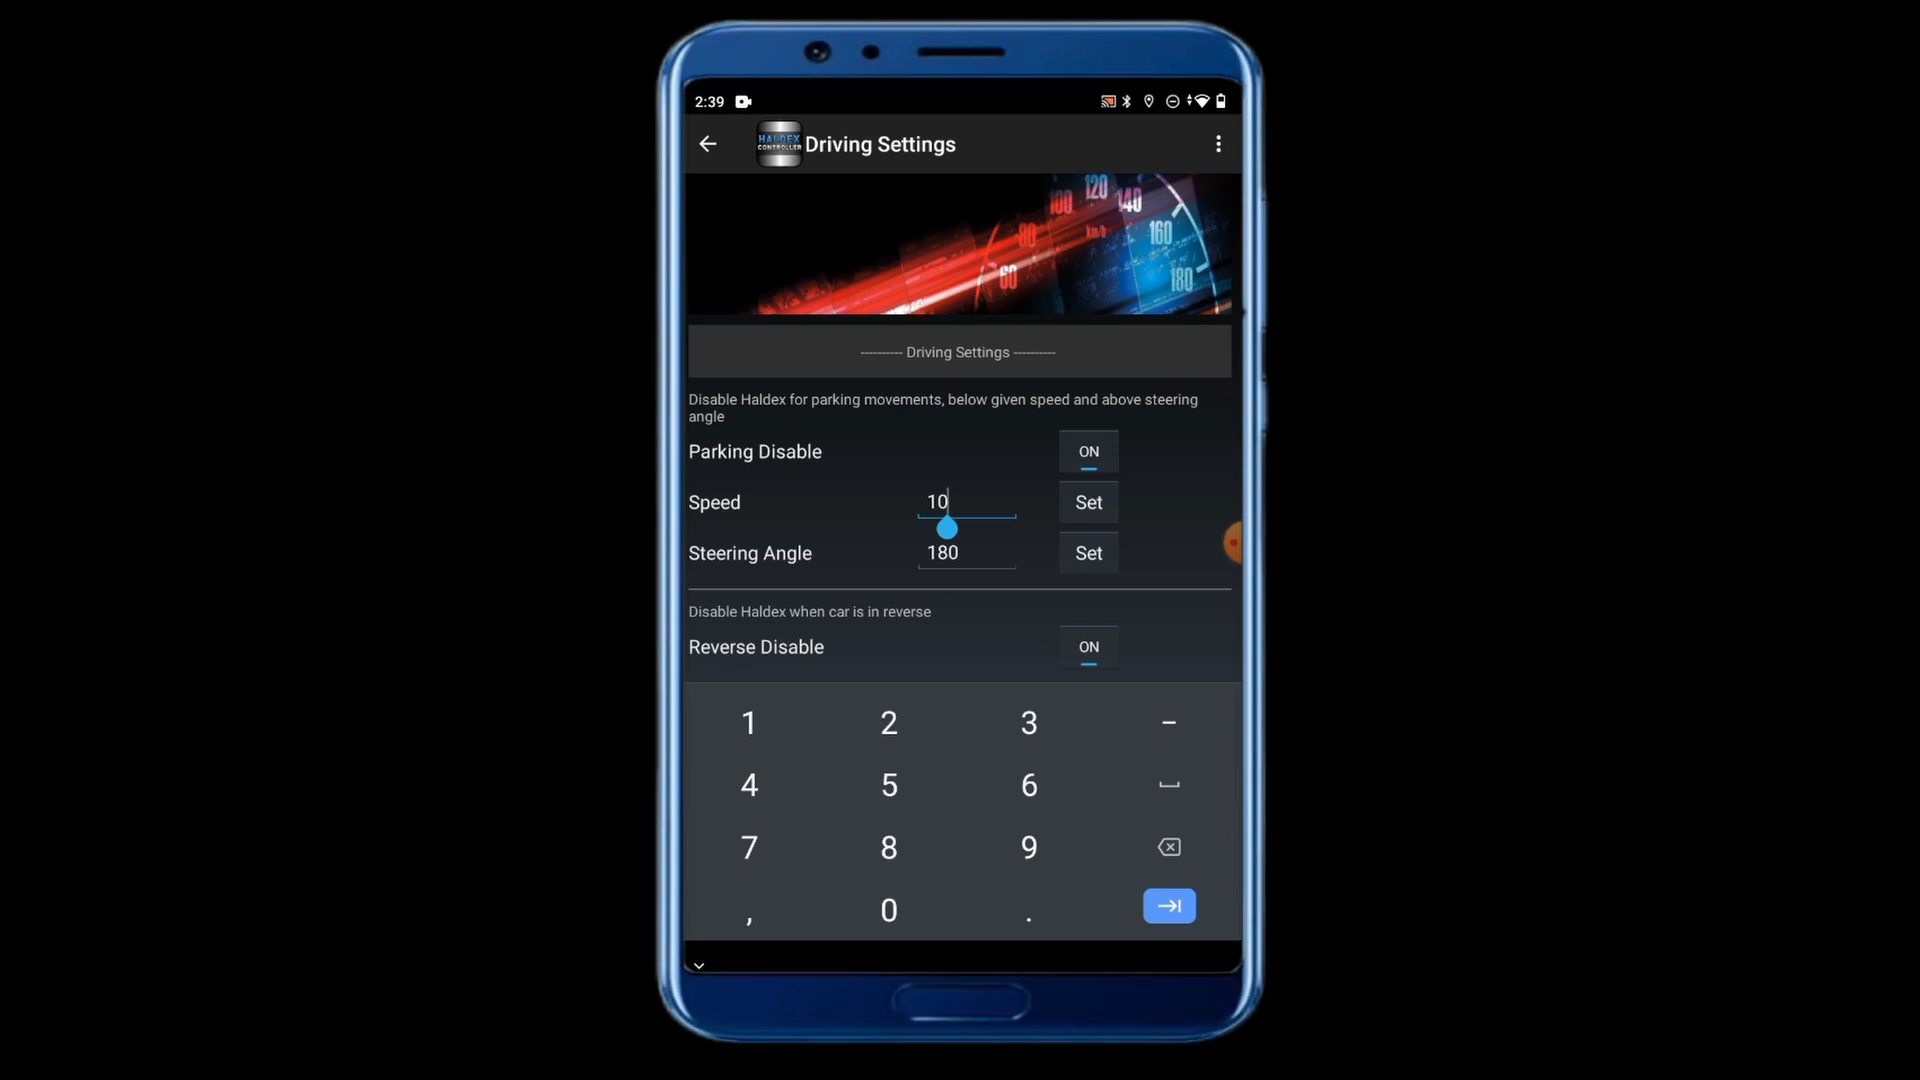 2:39
HALDEX
CONTROLLER
Driving Settings
60
80
100
120
140
160
180
km/h
---------- Driving Settings ----------
Disable Haldex for parking movements, below given speed and above steering
angle
Parking Disable
ON
Speed
10
Set
Steering Angle
180
Set
Disable Haldex when car is in reverse
Reverse Disable
ON
1 2 3 −
4 5 6
7 8 9
, 0 .